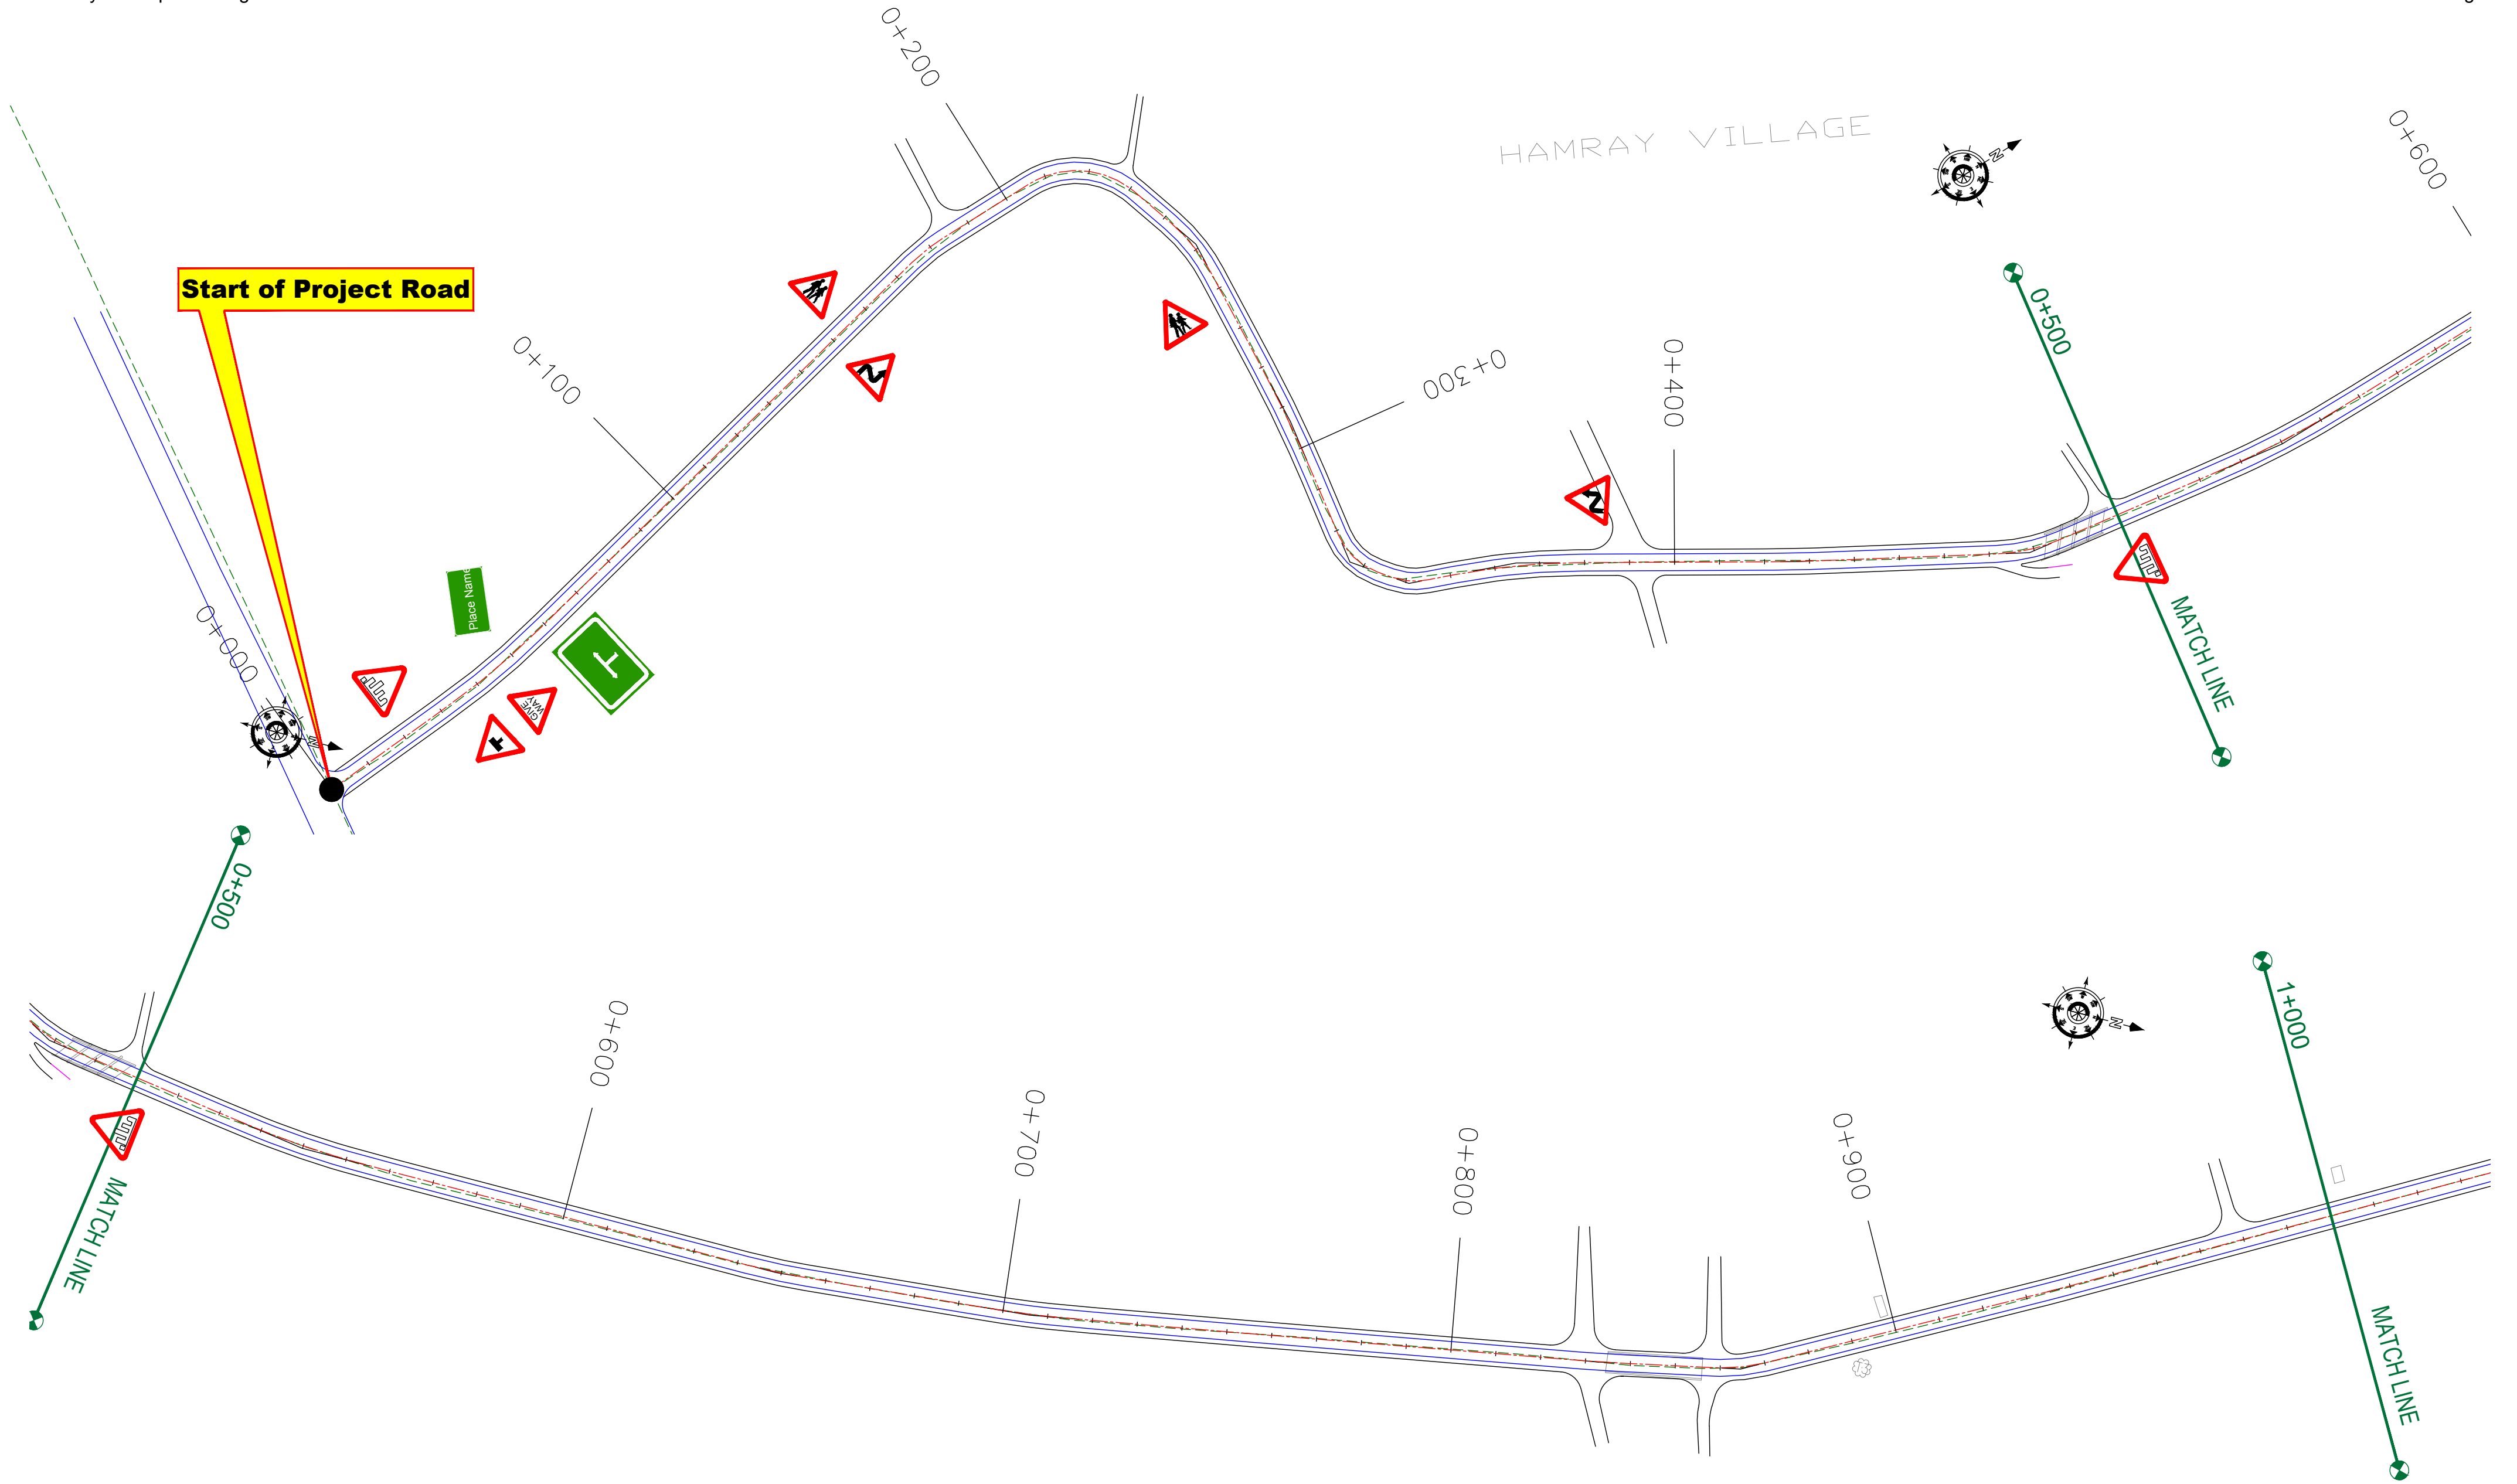 0+200
HAMRAY VILLAGE
N
0+600
Start of Project Road
0+500
0+100
0+300
0+400
Place Name
0+000
GIVE
WAY
N
MATCH LINE
0+500
1+000
N
0+600
0+700
0+800
0+900
MATCH LINE
MATCH LINE
13